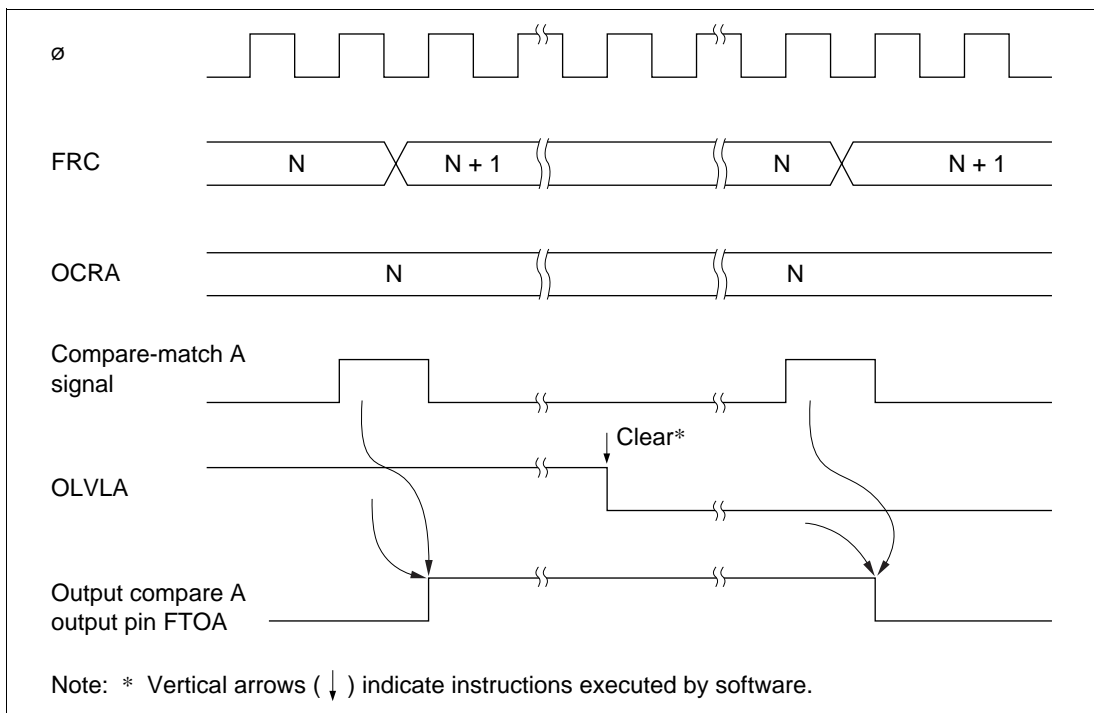 ø
FRC
N
N + 1
N
N + 1
OCRA
N
N
Compare-match A
signal
Clear*
OLVLA
Output compare A
output pin FTOA
Note: * Vertical arrows ( ↓ ) indicate instructions executed by software.